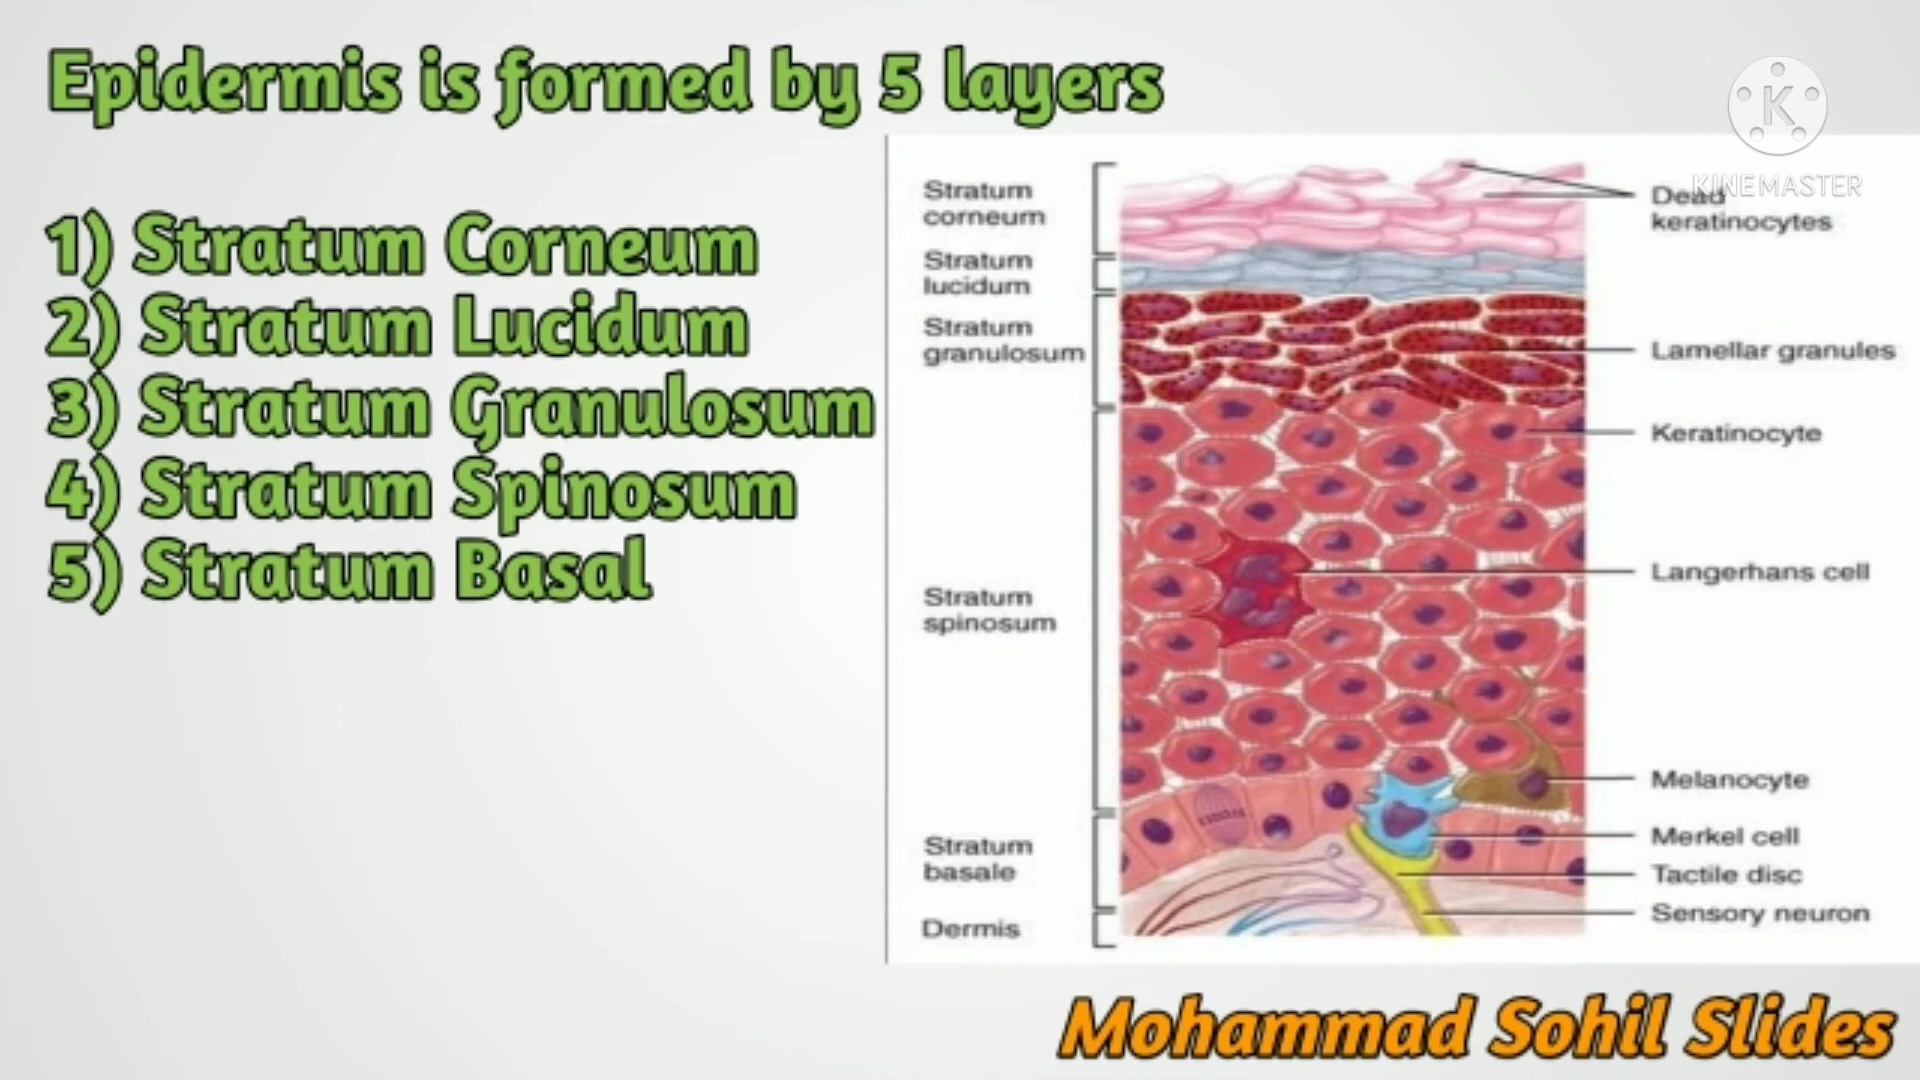 Epidermis is formed by 5 layers
1) Stratum Corneum
2) Stratum Lucidum
3) Stratum Granulosum
4) Stratum Spinosum
5) Stratum Basal
KINEMASTER
Stratum
corneum
Stratum
lucidum
Stratum
granulosum
Stratum
spinosum
Stratum
basale
Dermis
Dead
keratinocytes
Lamellar granules
Keratinocyte
Langerhans cell
Melanocyte
Merkel cell
Tactile disc
Sensory neuron
Mohammad Sohil Slides